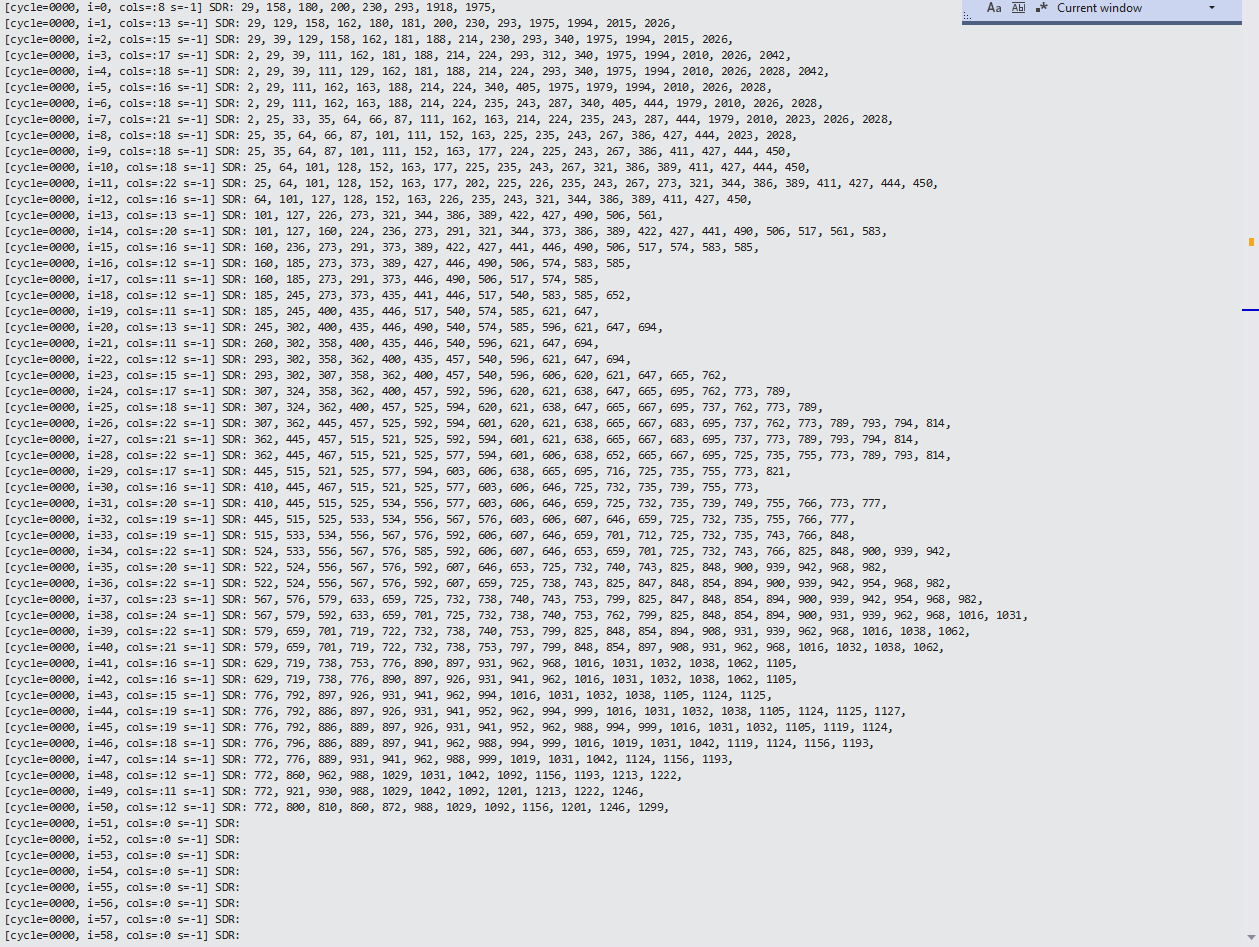 Aa Abl .* Current window
[cycle=0000, i=0, cols=:8 s=-1] SDR: 29, 158, 180, 200, 230, 293, 1918, 1975,
[cycle=0000, i=1, cols=:13 s=-1] SDR: 29, 129, 158, 162, 180, 181, 200, 230, 293, 1975, 1994, 2015, 2026,
[cycle=0000, i=2, cols=:15 s=-1] SDR: 29, 39, 129, 158, 162, 181, 188, 214, 230, 293, 340, 1975, 1994, 2015, 2026,
[cycle=0000, i=3, cols=:17 s=-1] SDR: 2, 29, 39, 111, 162, 181, 188, 214, 224, 293, 312, 340, 1975, 1994, 2010, 2026, 2042,
[cycle=0000, i=4, cols=:18 s=-1] SDR: 2, 29, 39, 111, 129, 162, 181, 188, 214, 224, 293, 340, 1975, 1994, 2010, 2026, 2028, 2042,
[cycle=0000, i=5, cols=:16 s=-1] SDR: 2, 29, 111, 162, 163, 188, 214, 224, 340, 405, 1975, 1979, 1994, 2010, 2026, 2028,
[cycle=0000, i=6, cols=:18 s=-1] SDR: 2, 29, 111, 162, 163, 188, 214, 224, 235, 243, 287, 340, 405, 444, 1979, 2010, 2026, 2028,
[cycle=0000, i=7, cols=:21 s=-1] SDR: 2, 25, 33, 35, 64, 66, 87, 111, 162, 163, 214, 224, 235, 243, 287, 444, 1979, 2010, 2023, 2026, 2028,
[cycle=0000, i=8, cols=:18 s=-1] SDR: 25, 35, 64, 66, 87, 101, 111, 152, 163, 225, 235, 243, 267, 386, 427, 444, 2023, 2028,
[cycle=0000, i=9, cols=:18 s=-1] SDR: 25, 35, 64, 87, 101, 111, 152, 163, 177, 224, 225, 243, 267, 386, 411, 427, 444, 450,
[cycle=0000, i=10, cols=:18 s=-1] SDR: 25, 64, 101, 128, 152, 163, 177, 225, 235, 243, 267, 321, 386, 389, 411, 427, 444, 450,
[cycle=0000, i=11, cols=:22 s=-1] SDR: 25, 64, 101, 128, 152, 163, 177, 202, 225, 226, 235, 243, 267, 273, 321, 344, 386, 389, 411, 427, 444, 450,
[cycle=0000, i=12, cols=:16 s=-1] SDR: 64, 101, 127, 128, 152, 163, 226, 235, 243, 321, 344, 386, 389, 411, 427, 450,
[cycle=0000, i=13, cols=:13 s=-1] SDR: 101, 127, 226, 273, 321, 344, 386, 389, 422, 427, 490, 506, 561,
[cycle=0000, i=14, cols=:20 s=-1] SDR: 101, 127, 160, 224, 236, 273, 291, 321, 344, 373, 386, 389, 422, 427, 441, 490, 506, 517, 561, 583,
[cycle=0000, i=15, cols=:16 s=-1] SDR: 160, 236, 273, 291, 373, 389, 422, 427, 441, 446, 490, 506, 517, 574, 583, 585,
[cycle=0000, i=16, cols=:12 s=-1] SDR: 160, 185, 273, 373, 389, 427, 446, 490, 506, 574, 583, 585,
[cycle=0000, i=17, cols=:11 s=-1] SDR: 160, 185, 273, 291, 373, 446, 490, 506, 517, 574, 585,
[cycle=0000, i=18, cols=:12 s=-1] SDR: 185, 245, 273, 373, 435, 441, 446, 517, 540, 583, 585, 652,
[cycle=0000, i=19, cols=:11 s=-1] SDR: 185, 245, 400, 435, 446, 517, 540, 574, 585, 621, 647,
[cycle=0000, i=20, cols=:13 s=-1] SDR: 245, 302, 400, 435, 446, 490, 540, 574, 585, 596, 621, 647, 694,
[cycle=0000, i=21, cols=:11 s=-1] SDR: 260, 302, 358, 400, 435, 446, 540, 596, 621, 647, 694,
[cycle=0000, i=22, cols=:12 s=-1] SDR: 293, 302, 358, 362, 400, 435, 457, 540, 596, 621, 647, 694,
[cycle=0000, i=23, cols=:15 s=-1] SDR: 293, 302, 307, 358, 362, 400, 457, 540, 596, 606, 620, 621, 647, 665, 762,
[cycle=0000, i=24, cols=:17 s=-1] SDR: 307, 324, 358, 362, 400, 457, 592, 596, 620, 621, 638, 647, 665, 695, 762, 773, 789,
[cycle=0000, i=25, cols=:18 s=-1] SDR: 307, 324, 362, 400, 457, 525, 594, 620, 621, 638, 647, 665, 667, 695, 737, 762, 773, 789,
[cycle=0000, i=26, cols=:22 s=-1] SDR: 307, 362, 445, 457, 525, 592, 594, 601, 620, 621, 638, 665, 667, 683, 695, 737, 762, 773, 789, 793, 794, 814,
[cycle=0000, i=27, cols=:21 s=-1] SDR: 362, 445, 457, 515, 521, 525, 592, 594, 601, 621, 638, 665, 667, 683, 695, 737, 773, 789, 793, 794, 814,
[cycle=0000, i=28, cols=:22 s=-1] SDR: 362, 445, 467, 515, 521, 525, 577, 594, 601, 606, 638, 652, 665, 667, 695, 725, 735, 755, 773, 789, 793, 814,
[cycle=0000, i=29, cols=:17 s=-1] SDR: 445, 515, 521, 525, 577, 594, 603, 606, 638, 665, 695, 716, 725, 735, 755, 773, 821,
[cycle=0000, i=30, cols=:16 s=-1] SDR: 410, 445, 467, 515, 521, 525, 577, 603, 606, 646, 725, 732, 735, 739, 755, 773,
[cycle=0000, i=31, cols=:20 s=-1] SDR: 410, 445, 515, 525, 534, 556, 577, 603, 606, 646, 659, 725, 732, 735, 739, 749, 755, 766, 773, 777,
[cycle=0000, i=32, cols=:19 s=-1] SDR: 445, 515, 525, 533, 534, 556, 567, 576, 603, 606, 607, 646, 659, 725, 732, 735, 755, 766, 777,
[cycle=0000, i=33, cols=:19 s=-1] SDR: 515, 533, 534, 556, 567, 576, 592, 606, 607, 646, 659, 701, 712, 725, 732, 735, 743, 766, 848,
[cycle=0000, i=34, cols=:22 s=-1] SDR: 524, 533, 556, 567, 576, 585, 592, 606, 607, 646, 653, 659, 701, 725, 732, 743, 766, 825, 848, 900, 939, 942,
[cycle=0000, i=35, cols=:20 s=-1] SDR: 522, 524, 556, 567, 576, 592, 607, 646, 653, 725, 732, 740, 743, 825, 848, 900, 939, 942, 968, 982,
[cycle=0000, i=36, cols=:22 s=-1] SDR: 522, 524, 556, 567, 576, 592, 607, 659, 725, 738, 743, 825, 847, 848, 854, 894, 900, 939, 942, 954, 968, 982,
[cycle=0000, i=37, cols=:23 s=-1] SDR: 567, 576, 579, 633, 659, 725, 732, 738, 740, 743, 753, 799, 825, 847, 848, 854, 894, 900, 939, 942, 954, 968, 982,
[cycle=0000, i=38, cols=:24 s=-1] SDR: 567, 579, 592, 633, 659, 701, 725, 732, 738, 740, 753, 762, 799, 825, 848, 854, 894, 900, 931, 939, 962, 968, 1016, 1031,
[cycle=0000, i=39, cols=:22 s=-1] SDR: 579, 659, 701, 719, 722, 732, 738, 740, 753, 799, 825, 848, 854, 894, 908, 931, 939, 962, 968, 1016, 1038, 1062,
[cycle=0000, i=40, cols=:21 s=-1] SDR: 579, 659, 701, 719, 722, 732, 738, 753, 797, 799, 848, 854, 897, 908, 931, 962, 968, 1016, 1032, 1038, 1062,
[cycle=0000, i=41, cols=:16 s=-1] SDR: 629, 719, 738, 753, 776, 890, 897, 931, 962, 968, 1016, 1031, 1032, 1038, 1062, 1105,
[cycle=0000, i=42, cols=:16 s=-1] SDR: 629, 719, 738, 776, 890, 897, 926, 931, 941, 962, 1016, 1031, 1032, 1038, 1062, 1105,
[cycle=0000, i=43, cols=:15 s=-1] SDR: 776, 792, 897, 926, 931, 941, 962, 994, 1016, 1031, 1032, 1038, 1105, 1124, 1125,
[cycle=0000, i=44, cols=:19 s=-1] SDR: 776, 792, 886, 897, 926, 931, 941, 952, 962, 994, 999, 1016, 1031, 1032, 1038, 1105, 1124, 1125, 1127,
[cycle=0000, i=45, cols=:19 s=-1] SDR: 776, 792, 886, 889, 897, 926, 931, 941, 952, 962, 988, 994, 999, 1016, 1031, 1032, 1105, 1119, 1124,
[cycle=0000, i=46, cols=:18 s=-1] SDR: 776, 796, 886, 889, 897, 941, 962, 988, 994, 999, 1016, 1019, 1031, 1042, 1119, 1124, 1156, 1193,
[cycle=0000, i=47, cols=:14 s=-1] SDR: 772, 776, 889, 931, 941, 962, 988, 999, 1019, 1031, 1042, 1124, 1156, 1193,
[cycle=0000, i=48, cols=:12 s=-1] SDR: 772, 860, 962, 988, 1029, 1031, 1042, 1092, 1156, 1193, 1213, 1222,
[cycle=0000, i=49, cols=:11 s=-1] SDR: 772, 921, 930, 988, 1029, 1042, 1092, 1201, 1213, 1222, 1246,
[cycle=0000, i=50, cols=:12 s=-1] SDR: 772, 800, 810, 860, 872, 988, 1029, 1092, 1156, 1201, 1246, 1299,
[cycle=0000, i=51, cols=:0 s=-1] SDR:
[cycle=0000, i=52, cols=:0 s=-1] SDR:
[cycle=0000, i=53, cols=:0 s=-1] SDR:
[cycle=0000, i=54, cols=:0 s=-1] SDR:
[cycle=0000, i=55, cols=:0 s=-1] SDR:
[cycle=0000, i=56, cols=:0 s=-1] SDR:
[cycle=0000, i=57, cols=:0 s=-1] SDR:
[cycle=0000, i=58, cols=:0 s=-1] SDR: